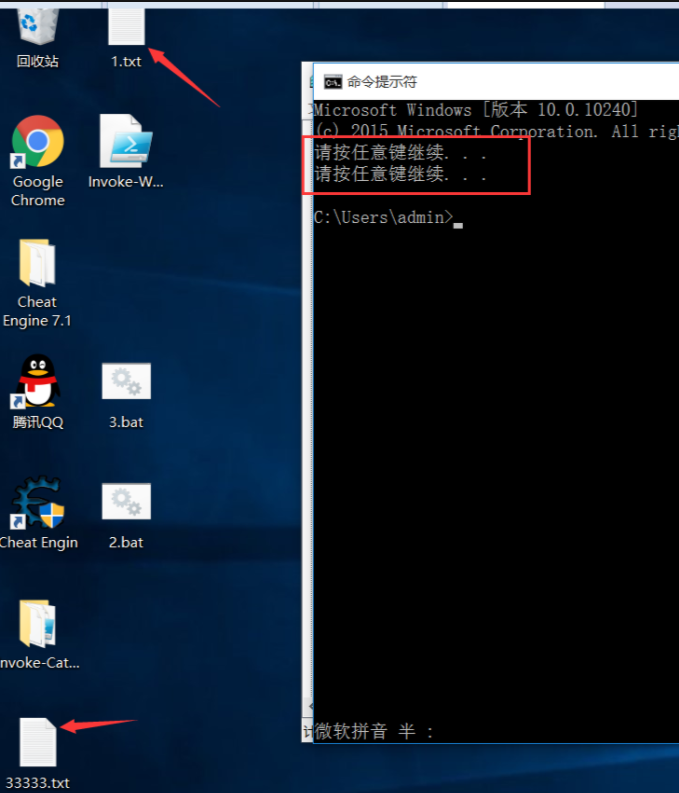 回收站
1.txt
Google
Chrome
Invoke-W...
Cheat
Engine 7.1
腾讯QQ
3.bat
Cheat Engin
2.bat
nvoke-Cat...
33333.txt
命令提示符
Microsoft Windows [版本 10.0.10240]
(c) 2015 Microsoft Corporation. All righ
请按任意键继续. . .
请按任意键继续. . .
C:\Users\admin>
微软拼音 半 :